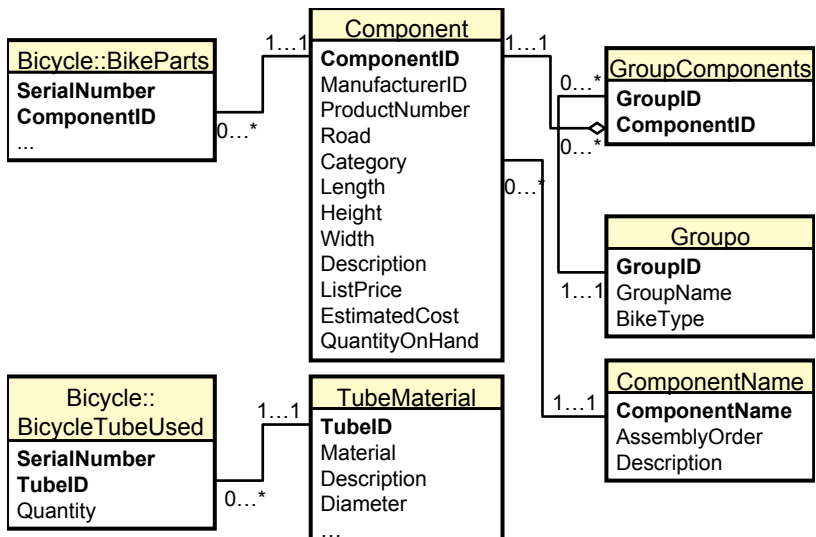 Bicycle::BikeParts
SerialNumber
ComponentID
...
1…1
0…*
Component
ComponentID
ManufacturerID
ProductNumber
Road
Category
Length
Height
Width
Description
ListPrice
EstimatedCost
QuantityOnHand
1…1
0…*
GroupComponents
GroupID
ComponentID
0…*
0…*
Groupo
GroupID
GroupName
BikeType
1…1
ComponentName
ComponentName
AssemblyOrder
Description
1…1
Bicycle::
BicycleTubeUsed
SerialNumber
TubeID
Quantity
1…1
0…*
TubeMaterial
TubeID
Material
Description
Diameter
…